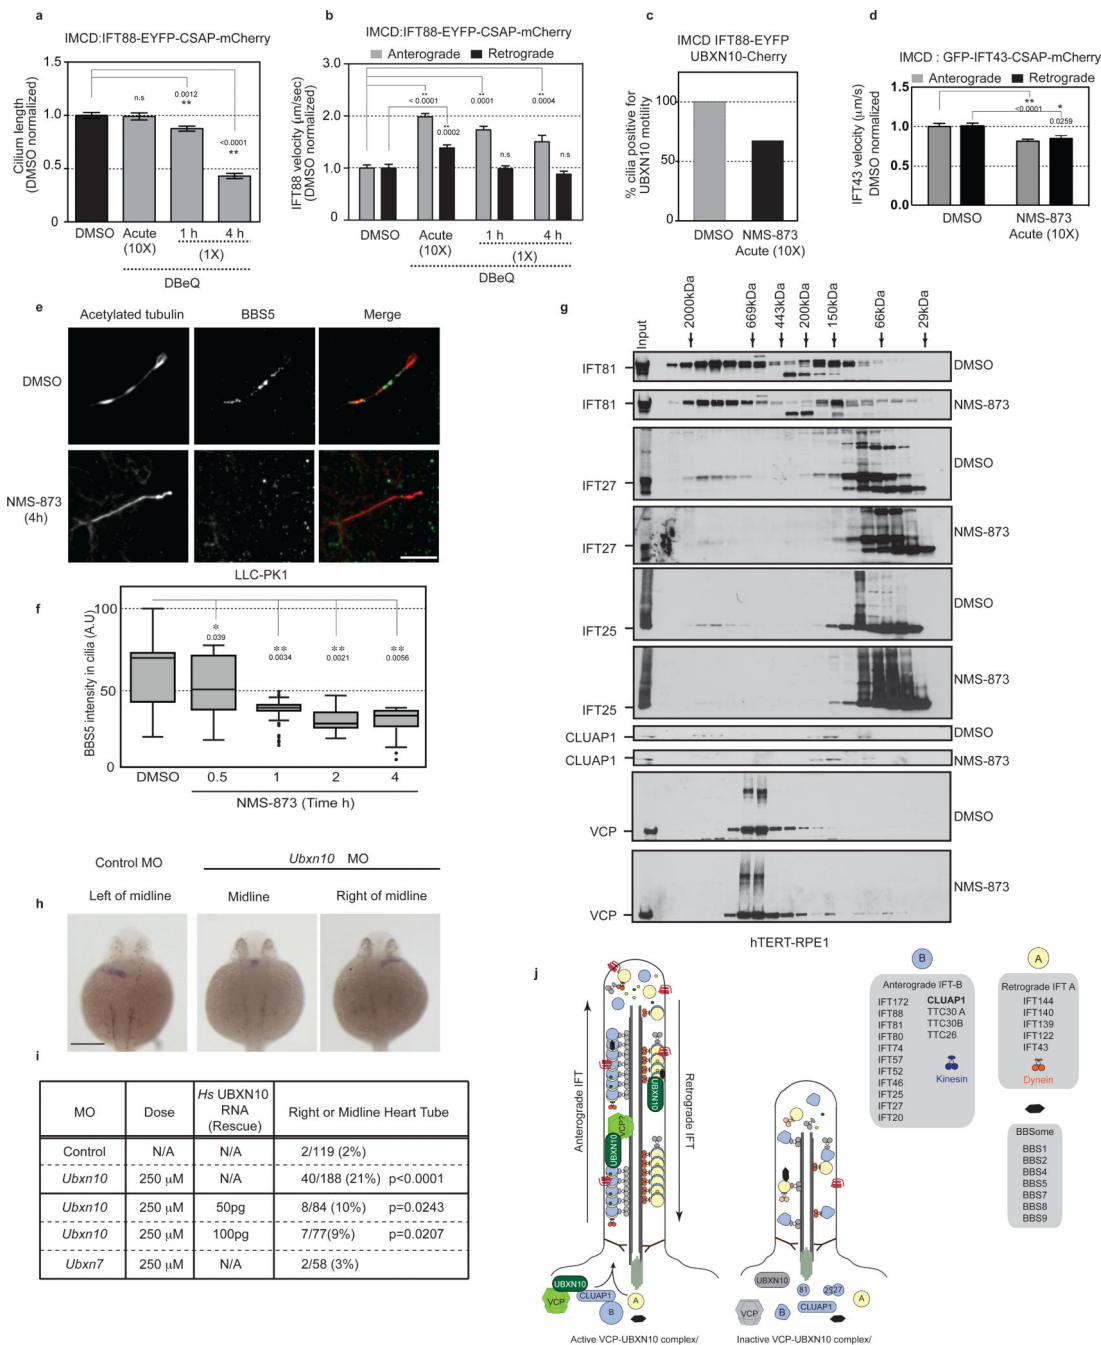 a
IMCD:IFT88-EYFP-CSAP-mCherry
Cilium length
(DMSO normalized)
1.5
1.0
0.5
0
n.s
0.0012
**
<0.0001
**
DMSO
Acute
(10X)
1 h
4 h
(1X)
DBeQ
b
IMCD:IFT88-EYFP-CSAP-mCherry
Anterograde
Retrograde
IFT88 velocity (µm/sec)
(DMSO normalized)
3.0
2.0
1.0
0
**
< 0.0001
**
0.0002
**
0.0001
n.s
**
0.0004
n.s
DMSO
Acute
(10X)
1 h
4 h
(1X)
DBeQ
c
IMCD IFT88-EYFP
UBXN10-Cherry
% cilia positive for
UBXN10 motility
100
50
0
DMSO
NMS-873
Acute (10X)
d
IMCD : GFP-IFT43-CSAP-mCherry
Anterograde
Retrograde
IFT43 velocity (µm/s)
DMSO normalized
1.5
1.0
0.5
0.0
**
<0.0001
*
0.0259
DMSO
NMS-873
Acute (10X)
e
Acetylated tubulin
BBS5
Merge
DMSO
NMS-873
(4h)
LLC-PK1
f
BBS5 intensity in cilia (A.U)
100
50
0
*
0.039
**
0.0034
**
0.0021
**
0.0056
DMSO
0.5
1
2
4
NMS-873 (Time h)
g
Input
2000kDa
669kDa
443kDa
200kDa
150kDa
66kDa
29kDa
IFT81
DMSO
IFT81
NMS-873
IFT27
DMSO
IFT27
NMS-873
IFT25
DMSO
IFT25
NMS-873
CLUAP1
DMSO
CLUAP1
NMS-873
VCP
DMSO
VCP
NMS-873
hTERT-RPE1
h
Control MO
Ubxn10 MO
Left of midline
Midline
Right of midline
i
MO
Dose
Hs UBXN10
RNA
(Rescue)
Right or Midline Heart Tube
Control
N/A
N/A
2/119 (2%)
Ubxn10
250 µM
N/A
40/188 (21%) p<0.0001
Ubxn10
250 µM
50pg
8/84 (10%) p=0.0243
Ubxn10
250 µM
100pg
7/77(9%) p=0.0207
Ubxn7
250 µM
N/A
2/58 (3%)
j
Anterograde IFT
Retrograde IFT
UBXN10
VCP?
UBXN10
UBXN10
VCP
CLUAP1
B
A
Active VCP-UBXN10 complex/
UBXN10
VCP
81
25
27
B
CLUAP1
A
Inactive VCP-UBXN10 complex/
B
Anterograde IFT-B
IFT172
IFT88
IFT81
IFT80
IFT74
IFT57
IFT52
IFT46
IFT25
IFT27
IFT20
CLUAP1
TTC30 A
TTC30B
TTC26
Kinesin
A
Retrograde IFT A
IFT144
IFT140
IFT139
IFT122
IFT43
Dynein
BBSome
BBS1
BBS2
BBS4
BBS5
BBS7
BBS8
BBS9